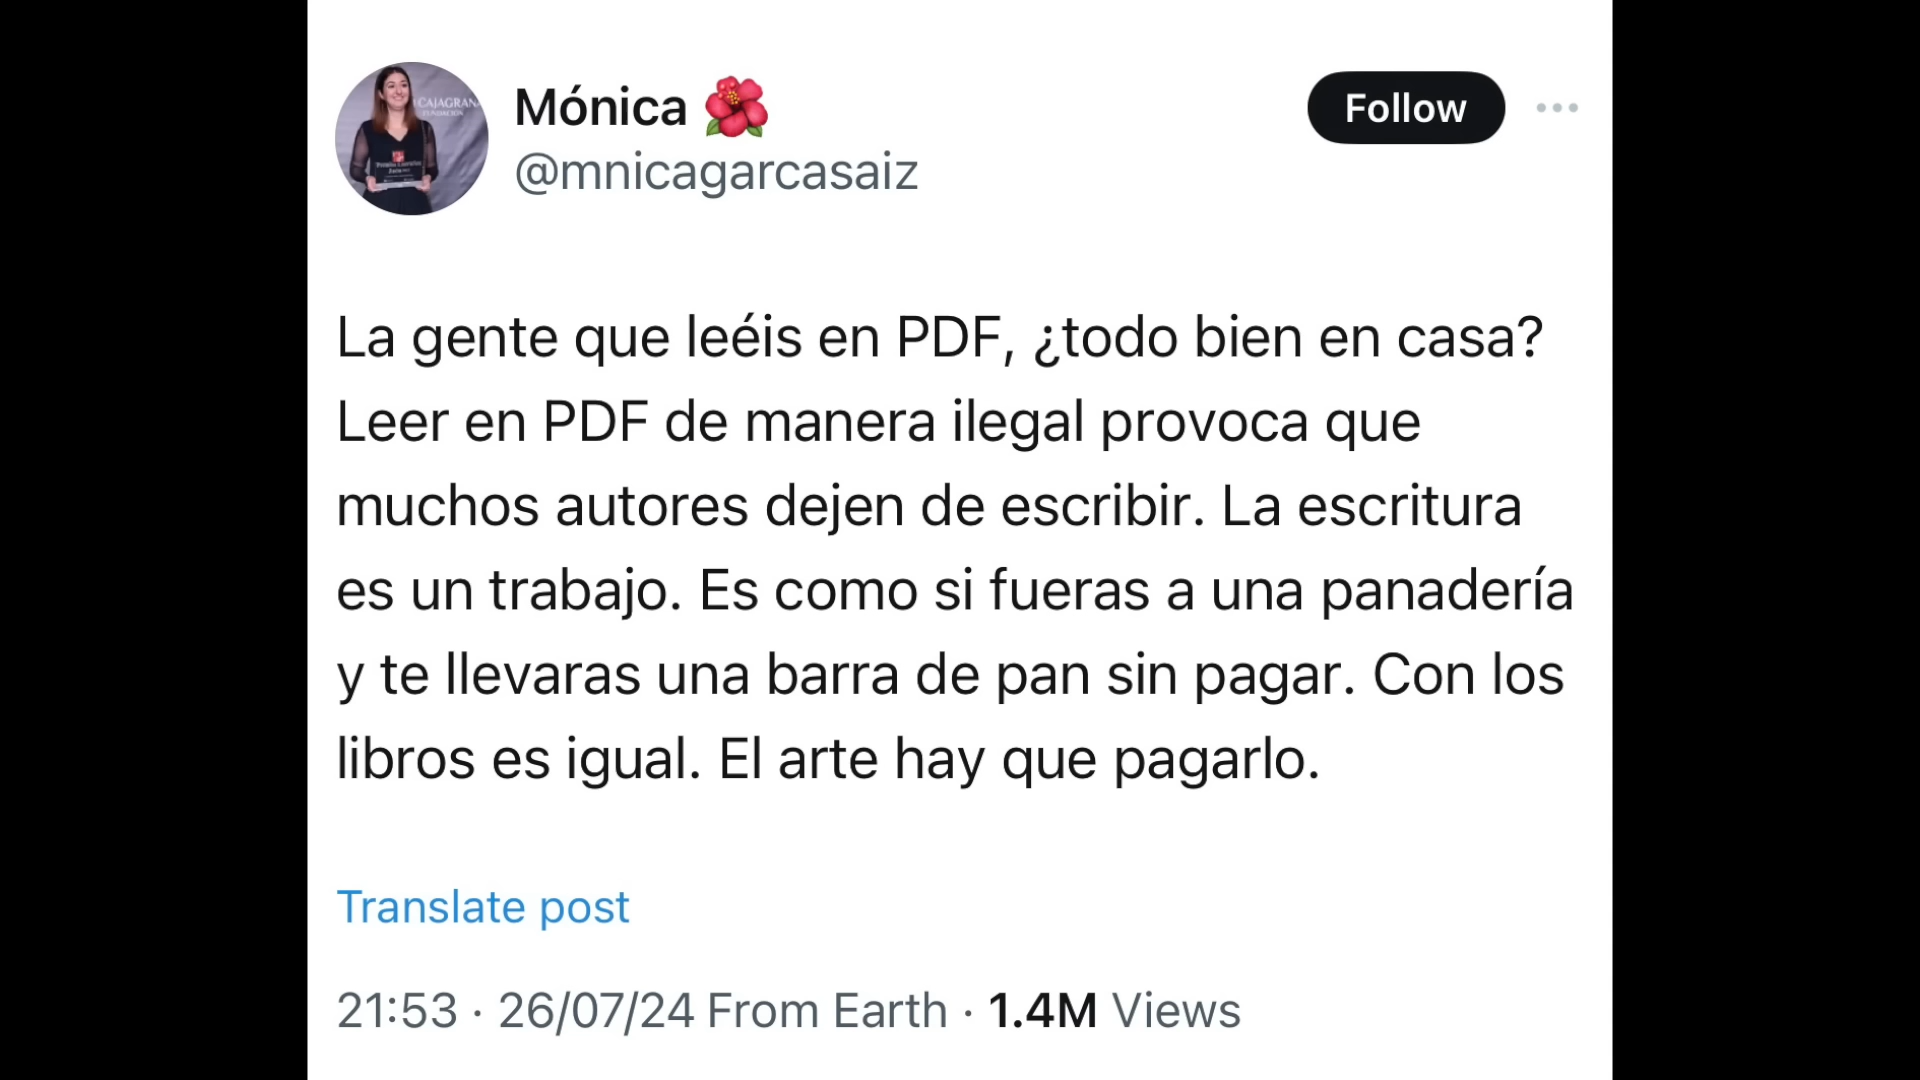 CAJAGRAN
FUNDACIÓN
Mónica 🌺
@mnicagarcasaiz
Follow
La gente que leéis en PDF, ¿todo bien en casa?
Leer en PDF de manera ilegal provoca que
muchos autores dejen de escribir. La escritura
es un trabajo. Es como si fueras a una panadería
y te llevaras una barra de pan sin pagar. Con los
libros es igual. El arte hay que pagarlo.
Translate post
21:53 · 26/07/24 From Earth · 1.4M Views